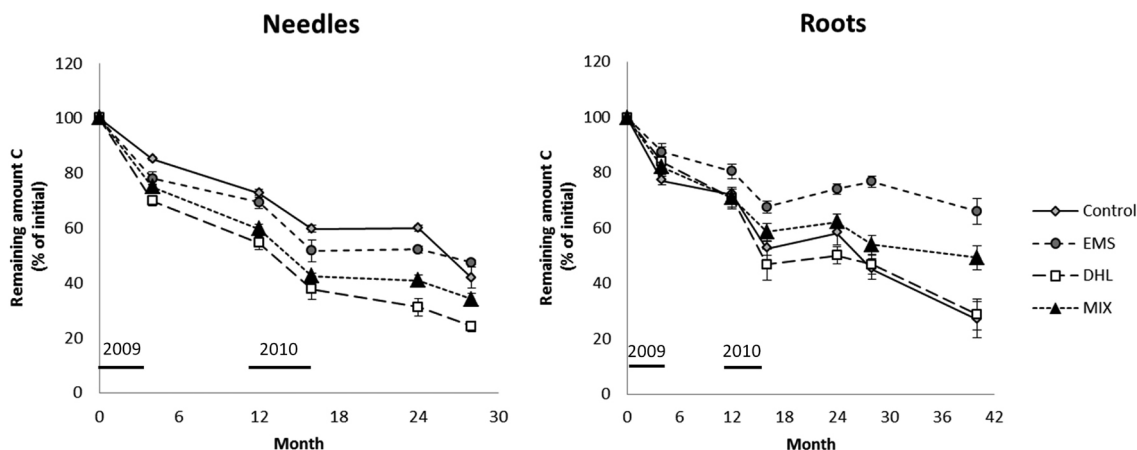 Needles
Remaining amount C
(% of initial)
120
100
80
60
40
20
0
2009
2010
0
6
12
18
24
30
Month
Roots
Remaining amount C
(% of initial)
120
100
80
60
40
20
0
2009
2010
0
6
12
18
24
30
36
42
Month
Control
EMS
DHL
MIX